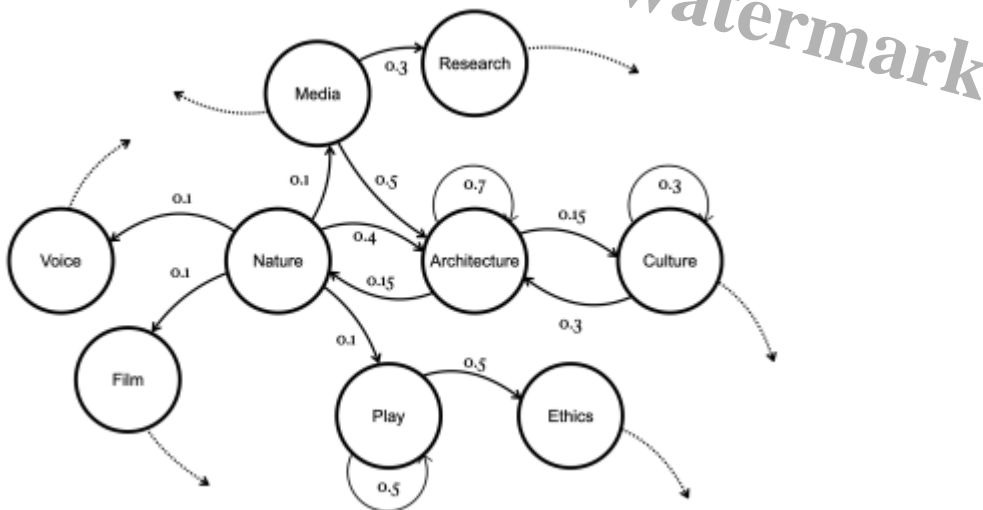 watermark
Research
Media
0.3
0.1
0.5
0.7
0.3
0.1
0.4
0.15
Voice
Nature
Architecture
Culture
0.1
0.15
0.3
0.1
0.5
Film
Play
Ethics
0.5